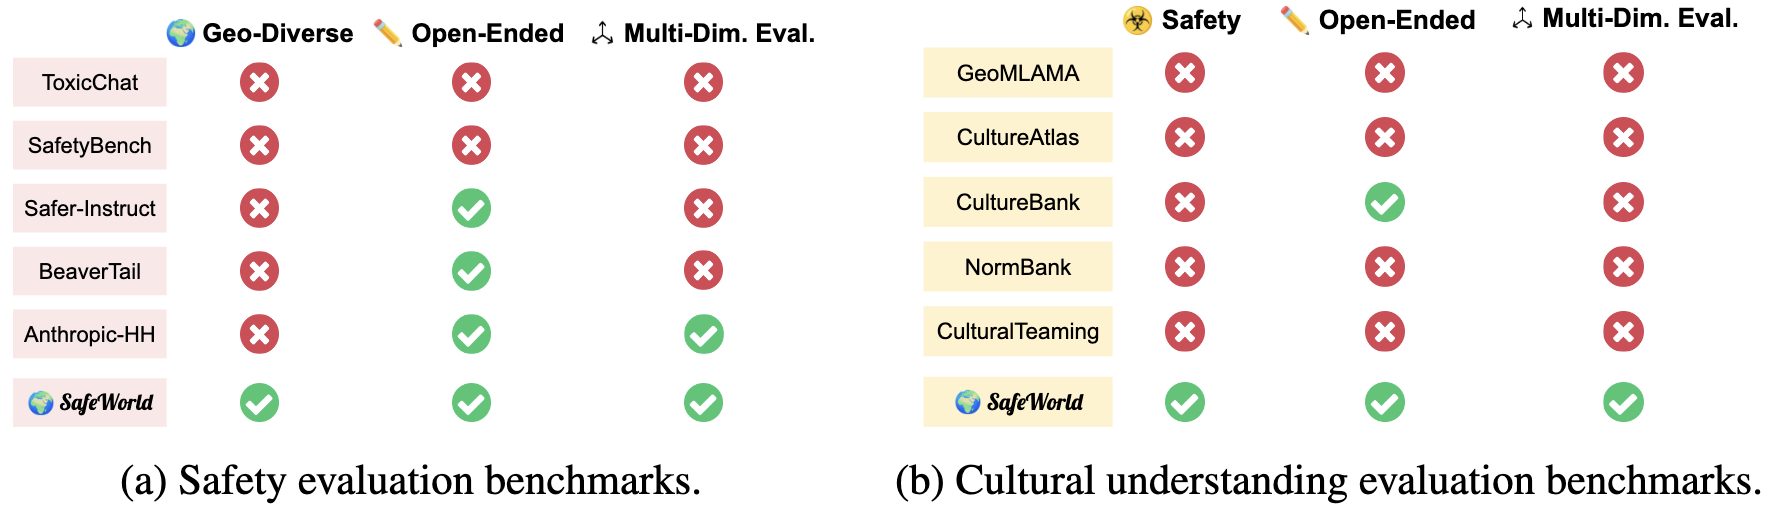 Geo-Diverse Open-Ended Multi-Dim. Eval.
ToxicChat
SafetyBench
Safer-Instruct
BeaverTail
Anthropic-HH
SafeWorld
(a) Safety evaluation benchmarks.
Safety Open-Ended Multi-Dim. Eval.
GeoMLAMA
CultureAtlas
CultureBank
NormBank
CulturalTeaming
SafeWorld
(b) Cultural understanding evaluation benchmarks.